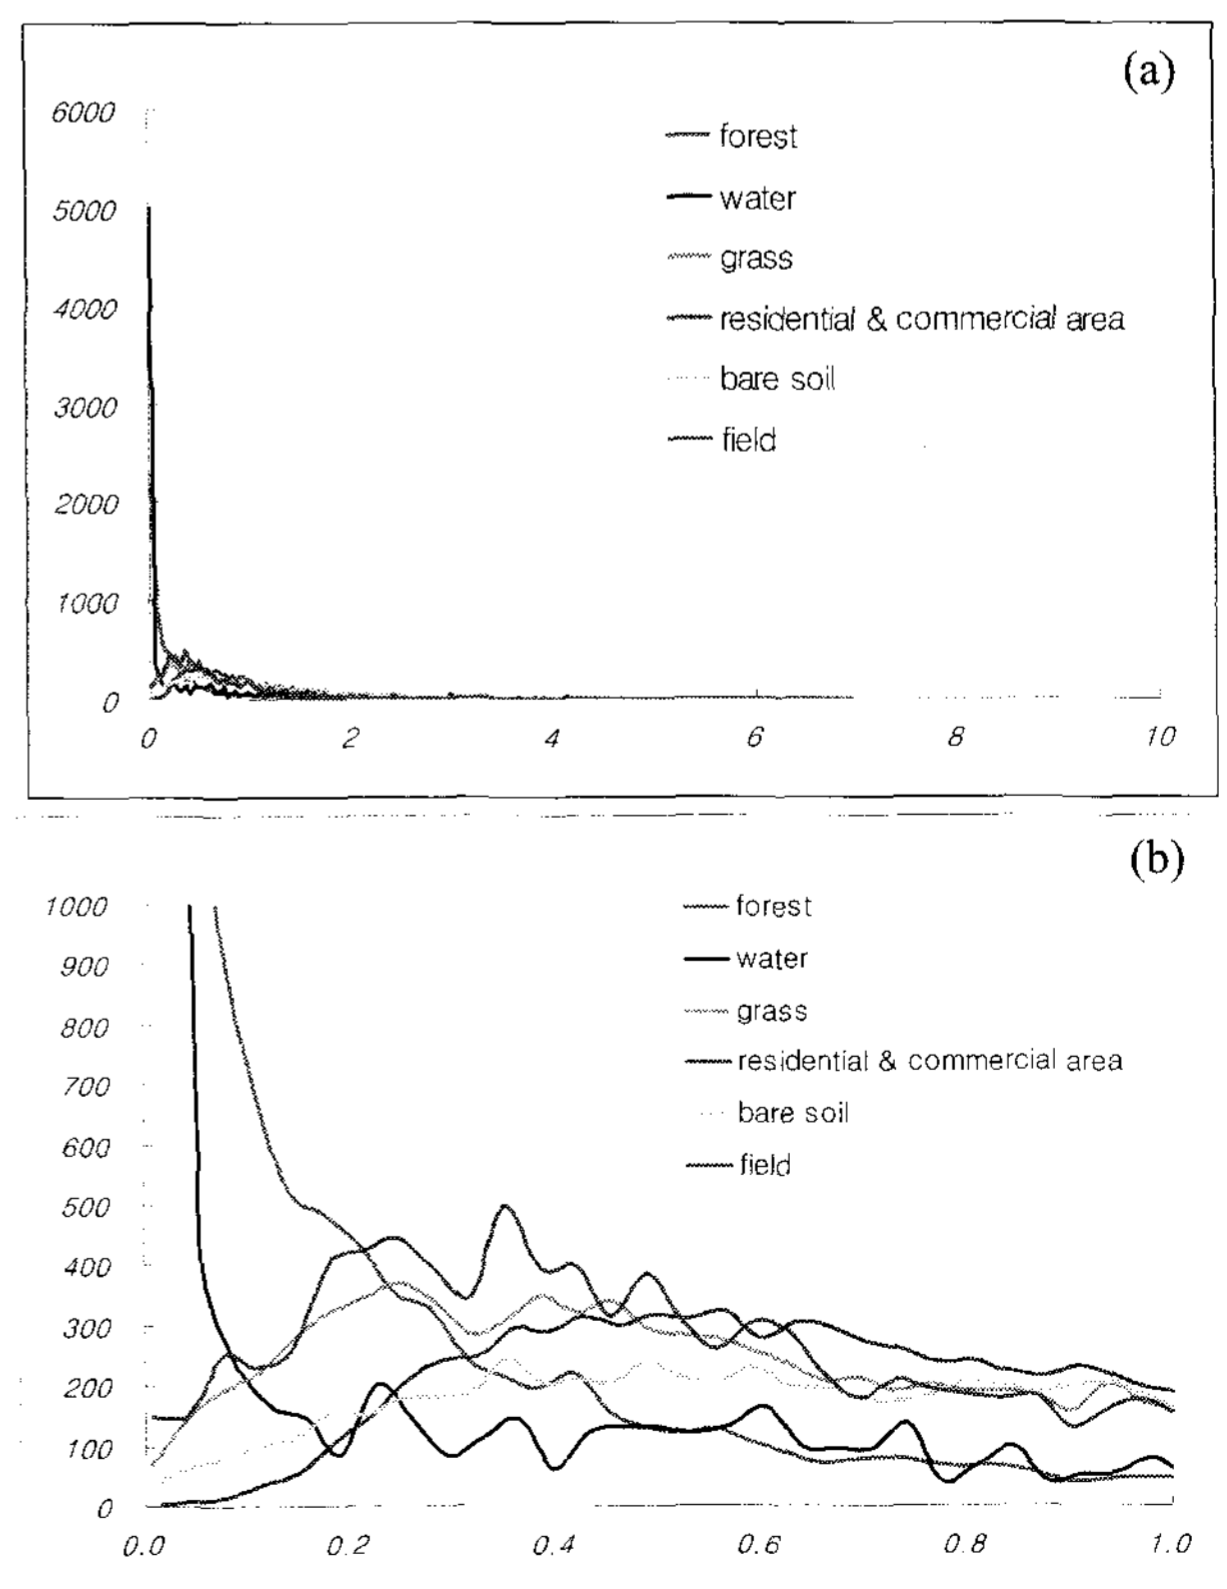 (a)
6000
5000
4000
3000
2000
1000
0
0 2 4 6 8 10
forest
water
grass
residential & commercial area
bare soil
field
(b)
1000
900
800
700
600
500
400
300
200
100
0
0.0 0.2 0.4 0.6 0.8 1.0
forest
water
grass
residential & commercial area
bare soil
field